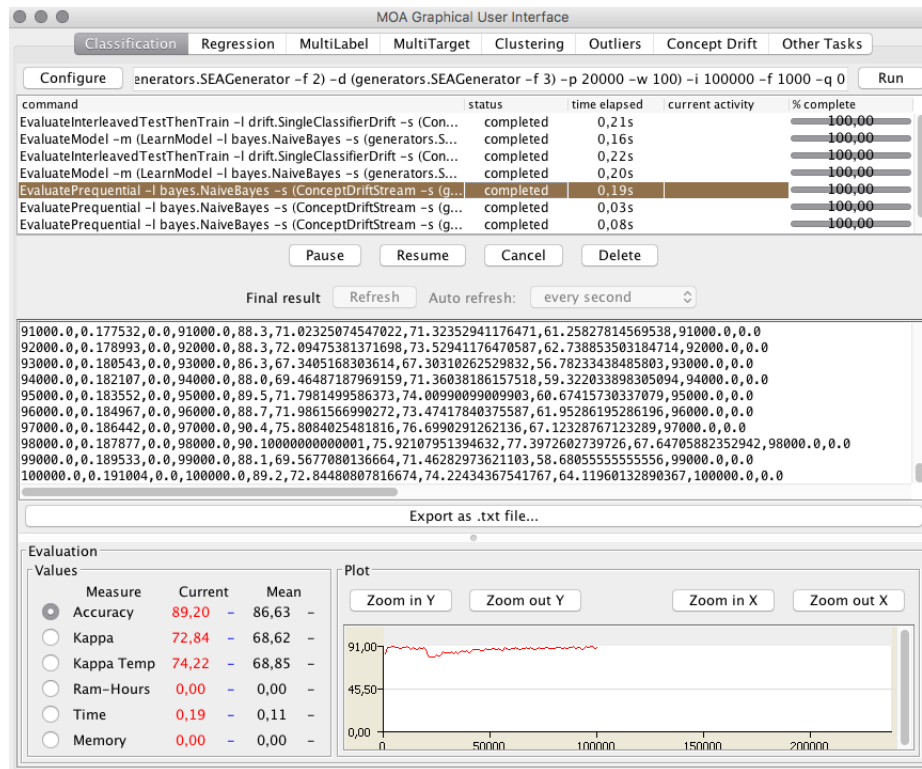 MOA Graphical User Interface
Classification Regression MultiLabel MultiTarget Clustering Outliers Concept Drift Other Tasks
Configure enerators.SEAGenerator -f 2) -d (generators.SEAGenerator -f 3) -p 20000 -w 100) -i 100000 -f 1000 -q 0 Run
command status time elapsed current activity % complete
EvaluateInterleavedTestThenTrain -l drift.SingleClassifierDrift -s (Con... completed 0,21s 100,00
EvaluateModel -m (LearnModel -l bayes.NaiveBayes -s (generators.S... completed 0,16s 100,00
EvaluateInterleavedTestThenTrain -l drift.SingleClassifierDrift -s (Con... completed 0,22s 100,00
EvaluateModel -m (LearnModel -l bayes.NaiveBayes -s (generators.S... completed 0,20s 100,00
EvaluatePrequential -l bayes.NaiveBayes -s (ConceptDriftStream -s (g... completed 0,19s 100,00
EvaluatePrequential -l bayes.NaiveBayes -s (ConceptDriftStream -s (g... completed 0,03s 100,00
EvaluatePrequential -l bayes.NaiveBayes -s (ConceptDriftStream -s (g... completed 0,08s 100,00
Pause Resume Cancel Delete
Final result Refresh Auto refresh: every second
91000.0,0.177532,0.0,91000.0,88.3,71.02325074547022,71.32352941176471,61.25827814569538,91000.0,0.0
92000.0,0.178993,0.0,92000.0,88.3,72.09475381371698,73.52941176470587,62.738853503184714,92000.0,0.0
93000.0,0.180543,0.0,93000.0,86.3,67.3405168303614,67.30310262529832,56.78233438485803,93000.0,0.0
94000.0,0.182107,0.0,94000.0,88.0,69.46487187969159,71.36038186157518,59.322033898305094,94000.0,0.0
95000.0,0.183552,0.0,95000.0,89.5,71.7981499586373,74.00990099009903,60.67415730337079,95000.0,0.0
96000.0,0.184967,0.0,96000.0,88.7,71.9861566990272,73.47417840375587,61.95286195286196,96000.0,0.0
97000.0,0.186442,0.0,97000.0,90.4,75.8084025481816,76.6990291262136,67.12328767123289,97000.0,0.0
98000.0,0.187877,0.0,98000.0,90.10000000000001,75.92107951394632,77.3972602739726,67.64705882352942,98000.0,0.0
99000.0,0.189533,0.0,99000.0,88.1,69.5677080136664,71.46282973621103,58.68055555555556,99000.0,0.0
100000.0,0.191004,0.0,100000.0,89.2,72.84480807816674,74.22434367541767,64.11960132890367,100000.0,0.0
Export as .txt file...
Evaluation
Values
Measure Current Mean
Accuracy 89,20 – 86,63 –
Kappa 72,84 – 68,62 –
Kappa Temp 74,22 – 68,85 –
Ram-Hours 0,00 – 0,00 –
Time 0,19 – 0,11 –
Memory 0,00 – 0,00 –
Plot
Zoom in Y Zoom out Y Zoom in X Zoom out X
91,00
45,50
0,00
0 50000 100000 150000 200000